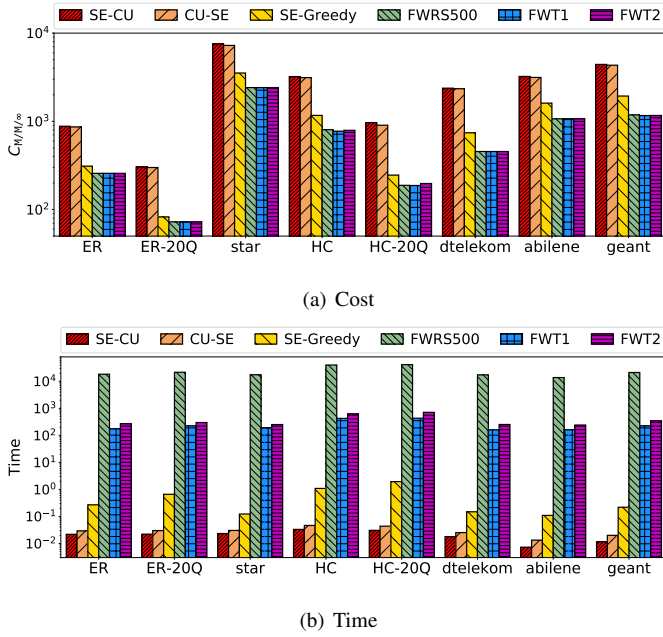 SE-CU CU-SE SE-Greedy FWRS500 FWT1 FWT2
10^4
10^3
10^2
C_M/M/∞
ER ER-20Q star HC HC-20Q dtelekom abilene geant
(a) Cost
SE-CU CU-SE SE-Greedy FWRS500 FWT1 FWT2
10^4
10^3
10^2
10^1
10^0
10^−1
10^−2
Time
ER ER-20Q star HC HC-20Q dtelekom abilene geant
(b) Time